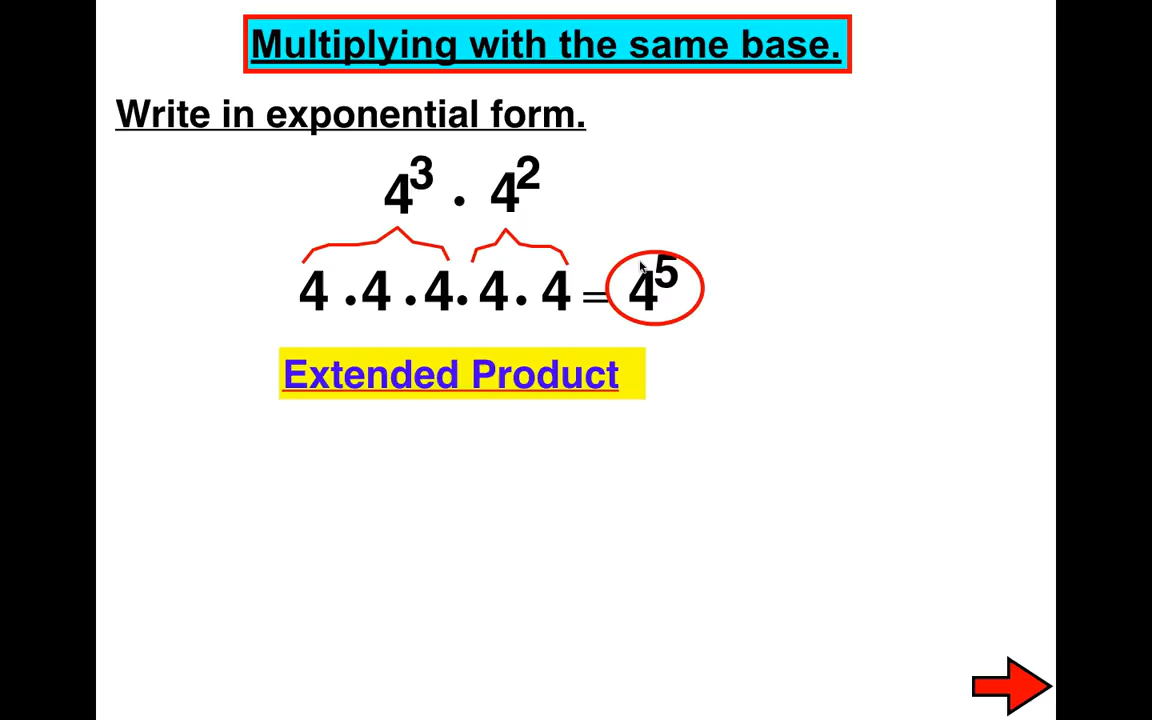 Multiplying with the same base.
Write in exponential form.
4³ . 4²
4 . 4 . 4 . 4 . 4 = 4⁵
Extended Product